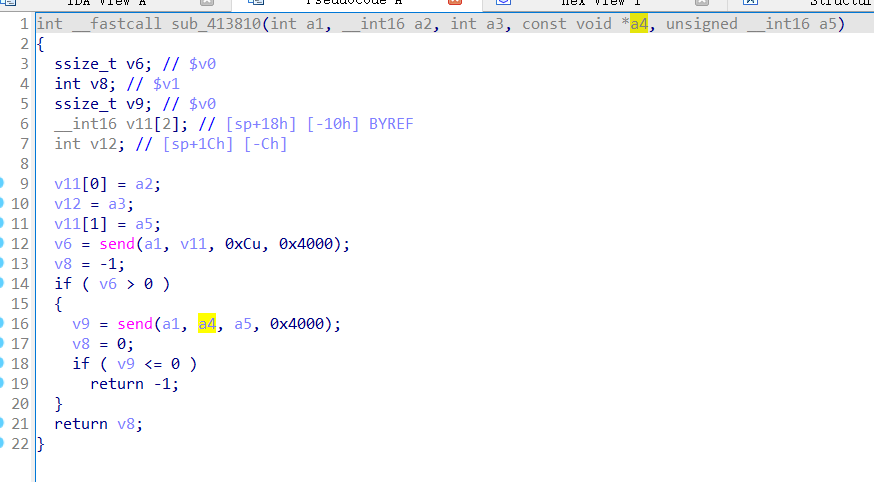 IDA View A Pseudocode A Hex View 1 Structur
1 int __fastcall sub_413810(int a1, __int16 a2, int a3, const void *a4, unsigned __int16 a5)
2 {
3 ssize_t v6; // $v0
4 int v8; // $v1
5 ssize_t v9; // $v0
6 __int16 v11[2]; // [sp+18h] [-10h] BYREF
7 int v12; // [sp+1Ch] [-Ch]
8
9 v11[0] = a2;
10 v12 = a3;
11 v11[1] = a5;
12 v6 = send(a1, v11, 0xCu, 0x4000);
13 v8 = -1;
14 if ( v6 > 0 )
15 {
16 v9 = send(a1, a4, a5, 0x4000);
17 v8 = 0;
18 if ( v9 <= 0 )
19 return -1;
20 }
21 return v8;
22 }